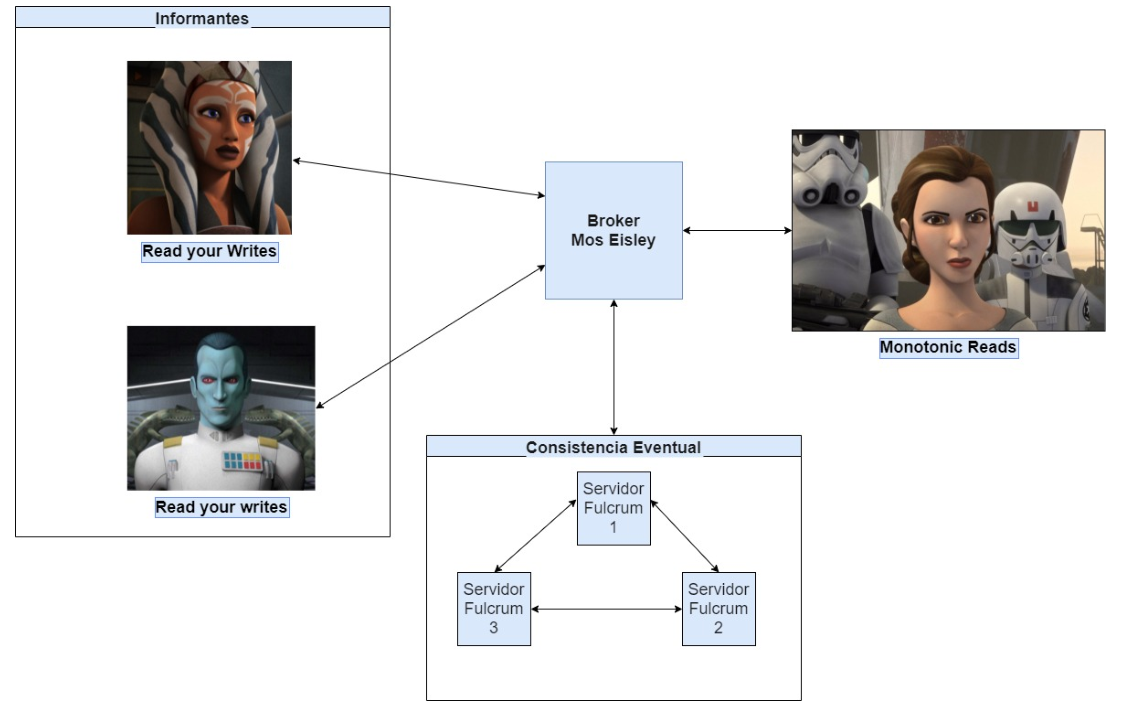 Informantes
Read your Writes
Read your writes
Broker
Mos Eisley
Monotonic Reads
Consistencia Eventual
Servidor
Fulcrum
1
Servidor
Fulcrum
3
Servidor
Fulcrum
2